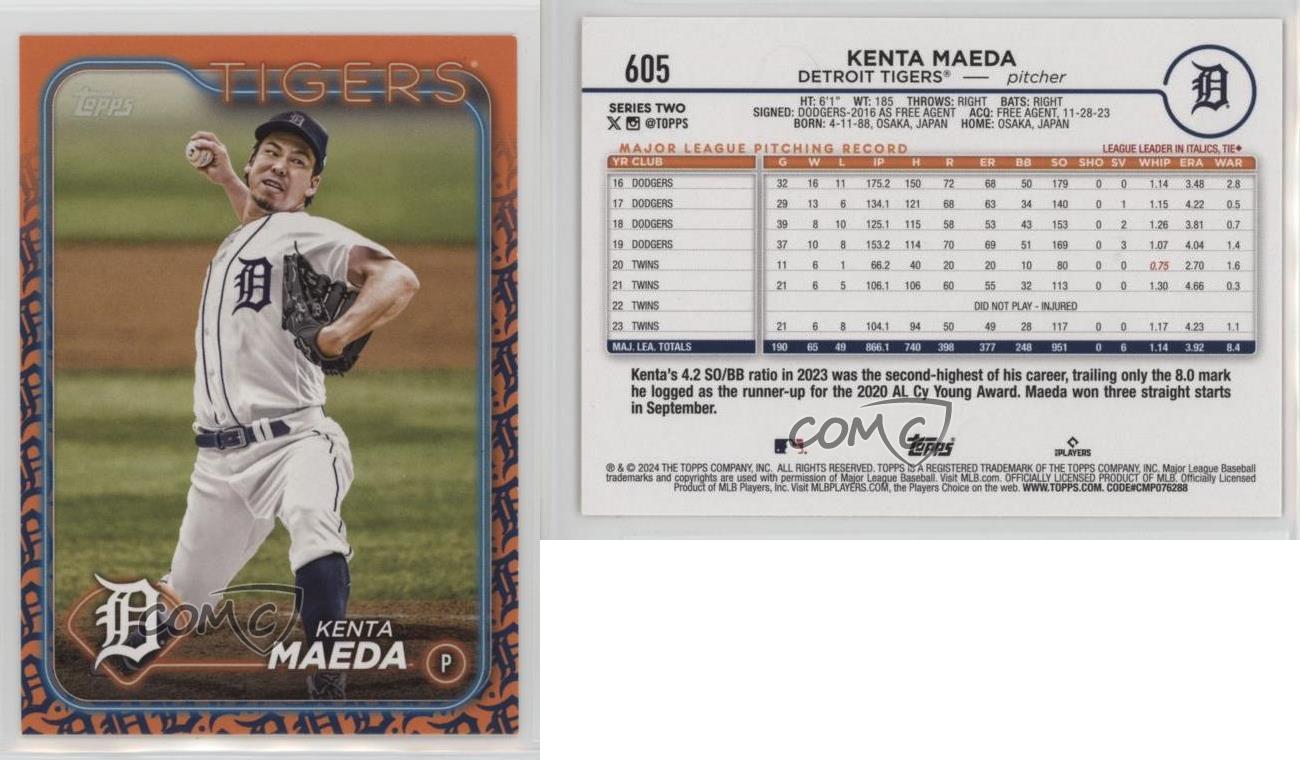 TIGERS®
topps
D
D
D
COMC
KENTA
MAEDA
P
605
KENTA MAEDA
DETROIT TIGERS® — pitcher
D
SERIES TWO
@TOPPS
HT: 6'1" WT: 185 THROWS: RIGHT BATS: RIGHT
SIGNED: DODGERS-2016 AS FREE AGENT ACQ: FREE AGENT, 11-28-23
BORN: 4-11-88, OSAKA, JAPAN HOME: OSAKA, JAPAN
MAJOR LEAGUE PITCHING RECORD LEAGUE LEADER IN ITALICS, TIE♦
YR CLUB G W L IP H R ER BB SO SHO SV WHIP ERA WAR
16 DODGERS 32 16 11 175.2 150 72 68 50 179 0 0 1.14 3.48 2.8
17 DODGERS 29 13 6 134.1 121 68 63 34 140 0 1 1.15 4.22 0.5
18 DODGERS 39 8 10 125.1 115 58 53 43 153 0 2 1.26 3.81 0.7
19 DODGERS 37 10 8 153.2 114 70 69 51 169 0 3 1.07 4.04 1.4
20 TWINS 11 6 1 66.2 40 20 20 10 80 0 0 0.75 2.70 1.6
21 TWINS 21 6 5 106.1 106 60 55 32 113 0 0 1.30 4.66 0.3
22 TWINS DID NOT PLAY - INJURED
23 TWINS 21 6 8 104.1 94 50 49 28 117 0 0 1.17 4.23 1.1
MAJ. LEA. TOTALS 190 65 49 866.1 740 398 377 248 951 0 6 1.14 3.92 8.4
Kenta's 4.2 SO/BB ratio in 2023 was the second-highest of his career, trailing only the 8.0 mark
he logged as the runner-up for the 2020 AL Cy Young Award. Maeda won three straight starts
in September.
COMC
topps
PLAYERS
® & © 2024 THE TOPPS COMPANY, INC. ALL RIGHTS RESERVED. TOPPS IS A REGISTERED TRADEMARK OF THE TOPPS COMPANY, INC. Major League Baseball
trademarks and copyrights are used with permission of Major League Baseball. Visit MLB.com. OFFICIALLY LICENSED PRODUCT OF MLB. Officially Licensed
Product of MLB Players, Inc. Visit MLBPLAYERS.COM, the Players Choice on the web. WWW.TOPPS.COM. CODE#CMP076288